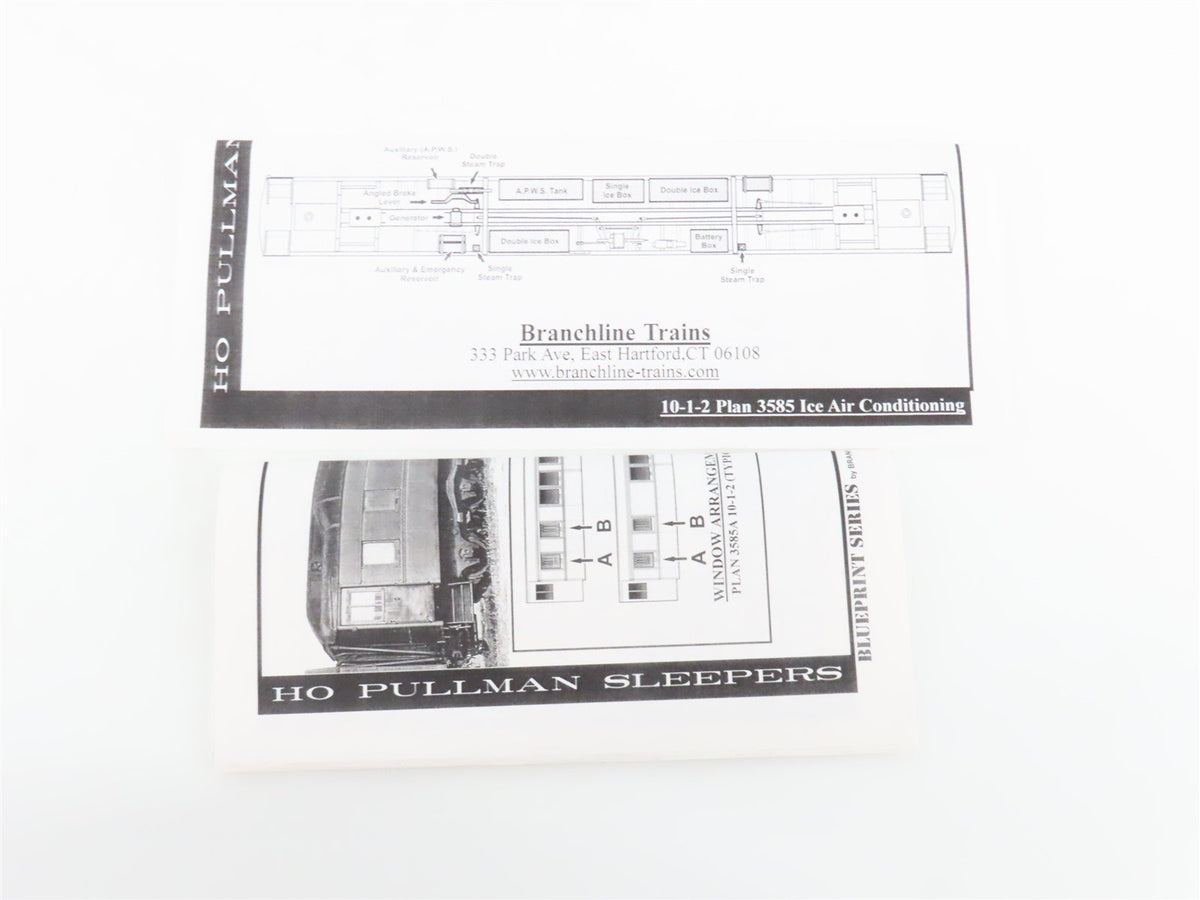 HO PULLMAN
Auxiliary (A.P.W.S.)
Reservoir
Double
Steam Trap
Angled Brake
Lever
Generator
A.P.W.S. Tank
Single
Ice Box
Double Ice Box
Double Ice Box
Battery
Box
Auxiliary & Emergency
Reservoir
Single
Steam Trap
Single
Steam Trap
Branchline Trains
333 Park Ave, East Hartford,CT 06108
www.branchline-trains.com
10-1-2 Plan 3585 Ice Air Conditioning
B
A
B
A
WINDOW ARRANGEM
PLAN 3585A 10-1-2 (TYPI
BLUEPRINT SERIES by BRAN
HO PULLMAN SLEEPERS